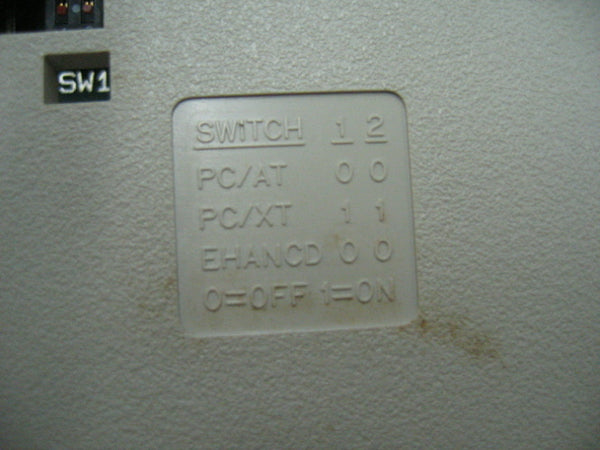 SW1
SWITCH 1 2
PC/AT 0 0
PC/XT 1 1
EHANCD 0 0
0=OFF 1=ON